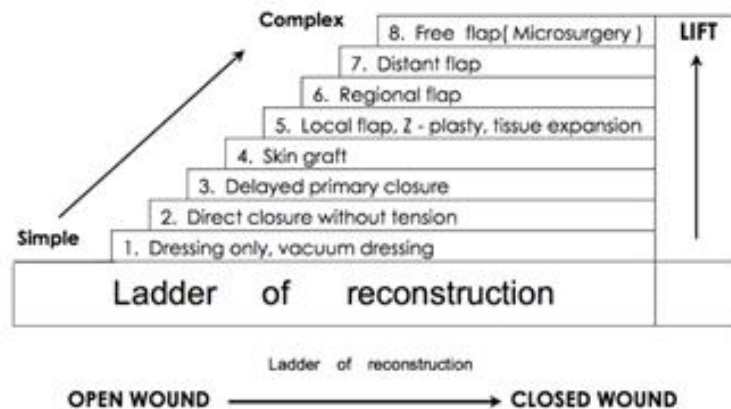 Complex
8. Free flap( Microsurgery )
LIFT
7. Distant flap
6. Regional flap
5. Local flap, Z - plasty, tissue expansion
4. Skin graft
3. Delayed primary closure
2. Direct closure without tension
Simple
1. Dressing only, vacuum dressing
Ladder of reconstruction
Ladder of reconstruction
OPEN WOUND CLOSED WOUND